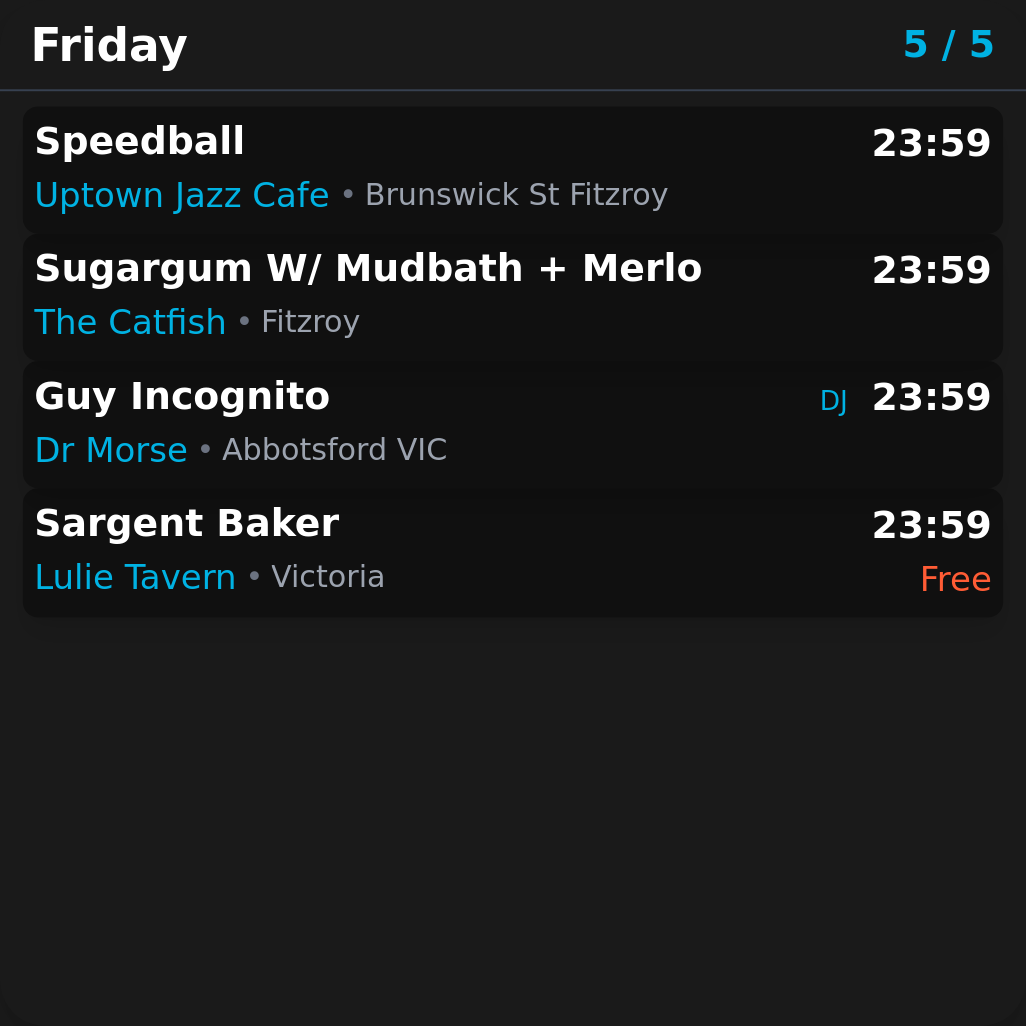 Friday 5 / 5
Speedball 23:59
Uptown Jazz Cafe • Brunswick St Fitzroy
Sugargum W/ Mudbath + Merlo 23:59
The Catfish • Fitzroy
Guy Incognito DJ 23:59
Dr Morse • Abbotsford VIC
Sargent Baker 23:59
Lulie Tavern • Victoria Free